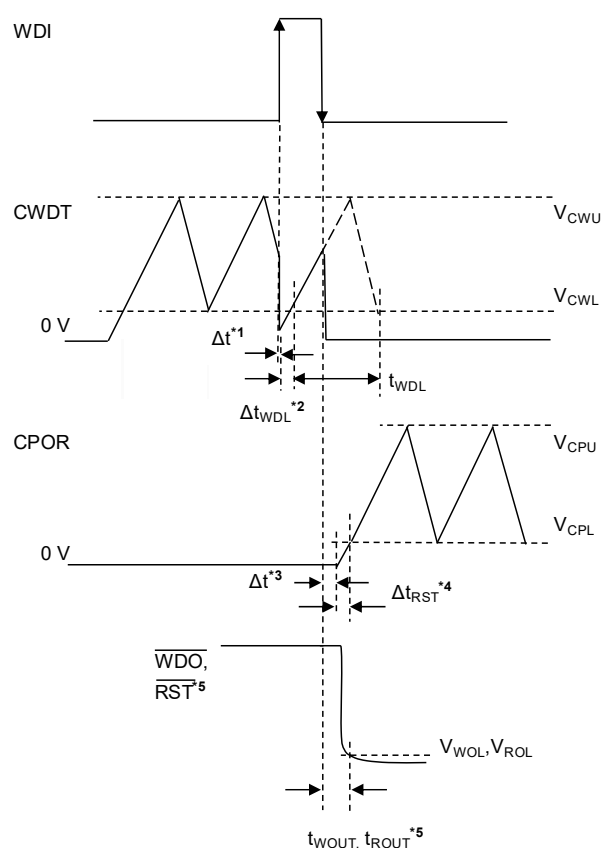 WDI
CWDT
V_CWU
V_CWL
0 V
Δt*1
t_WDL
Δt_WDL*2
CPOR
V_CPU
V_CPL
0 V
Δt*3
Δt_RST*4
WDO,
RST*5
V_WOL,V_ROL
t_WOUT, t_ROUT*5